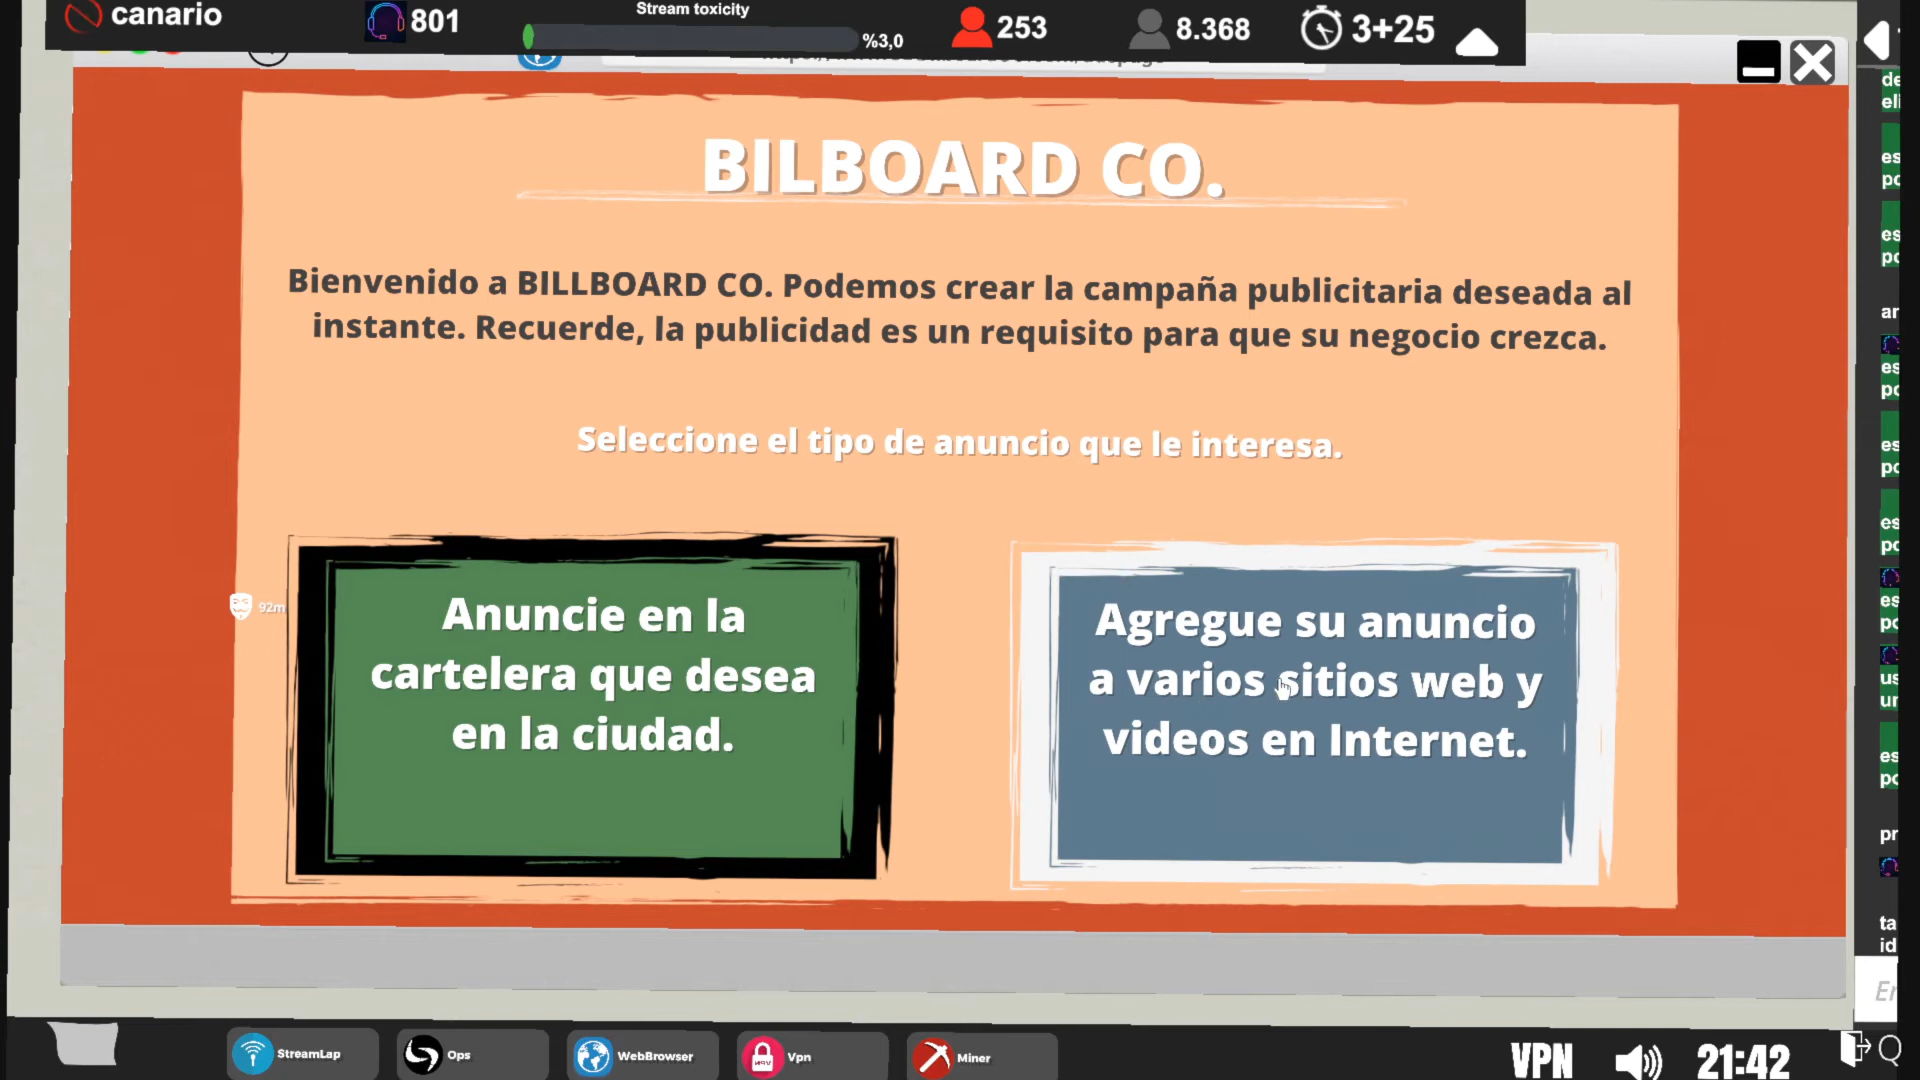 canario
801
Stream toxicity
%3,0
253
8.368
3+25
BILBOARD CO.
Bienvenido a BILLBOARD CO. Podemos crear la campaña publicitaria deseada al
instante. Recuerde, la publicidad es un requisito para que su negocio crezca.
Seleccione el tipo de anuncio que le interesa.
92m
Anuncie en la
cartelera que desea
en la ciudad.
Agregue su anuncio
a varios sitios web y
videos en Internet.
StreamLap
Ops
WebBrowser
Vpn
Miner
VPN
21:42